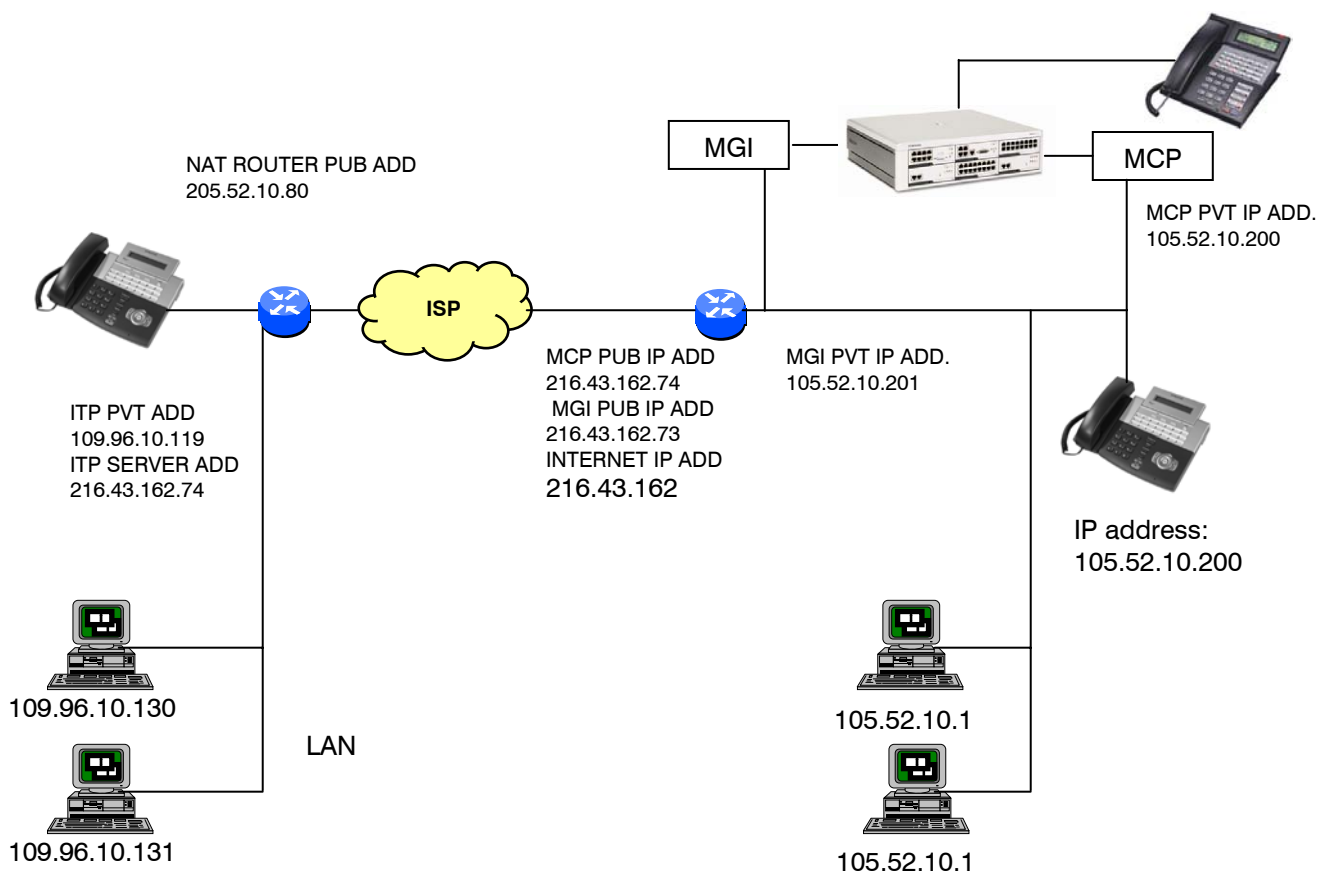 MGI
MCP
NAT ROUTER PUB ADD
205.52.10.80
MCP PVT IP ADD.
105.52.10.200
ISP
MCP PUB IP ADD
216.43.162.74
MGI PUB IP ADD
216.43.162.73
INTERNET IP ADD
216.43.162
MGI PVT IP ADD.
105.52.10.201
ITP PVT ADD
109.96.10.119
ITP SERVER ADD
216.43.162.74
IP address:
105.52.10.200
109.96.10.130
105.52.10.1
LAN
109.96.10.131
105.52.10.1